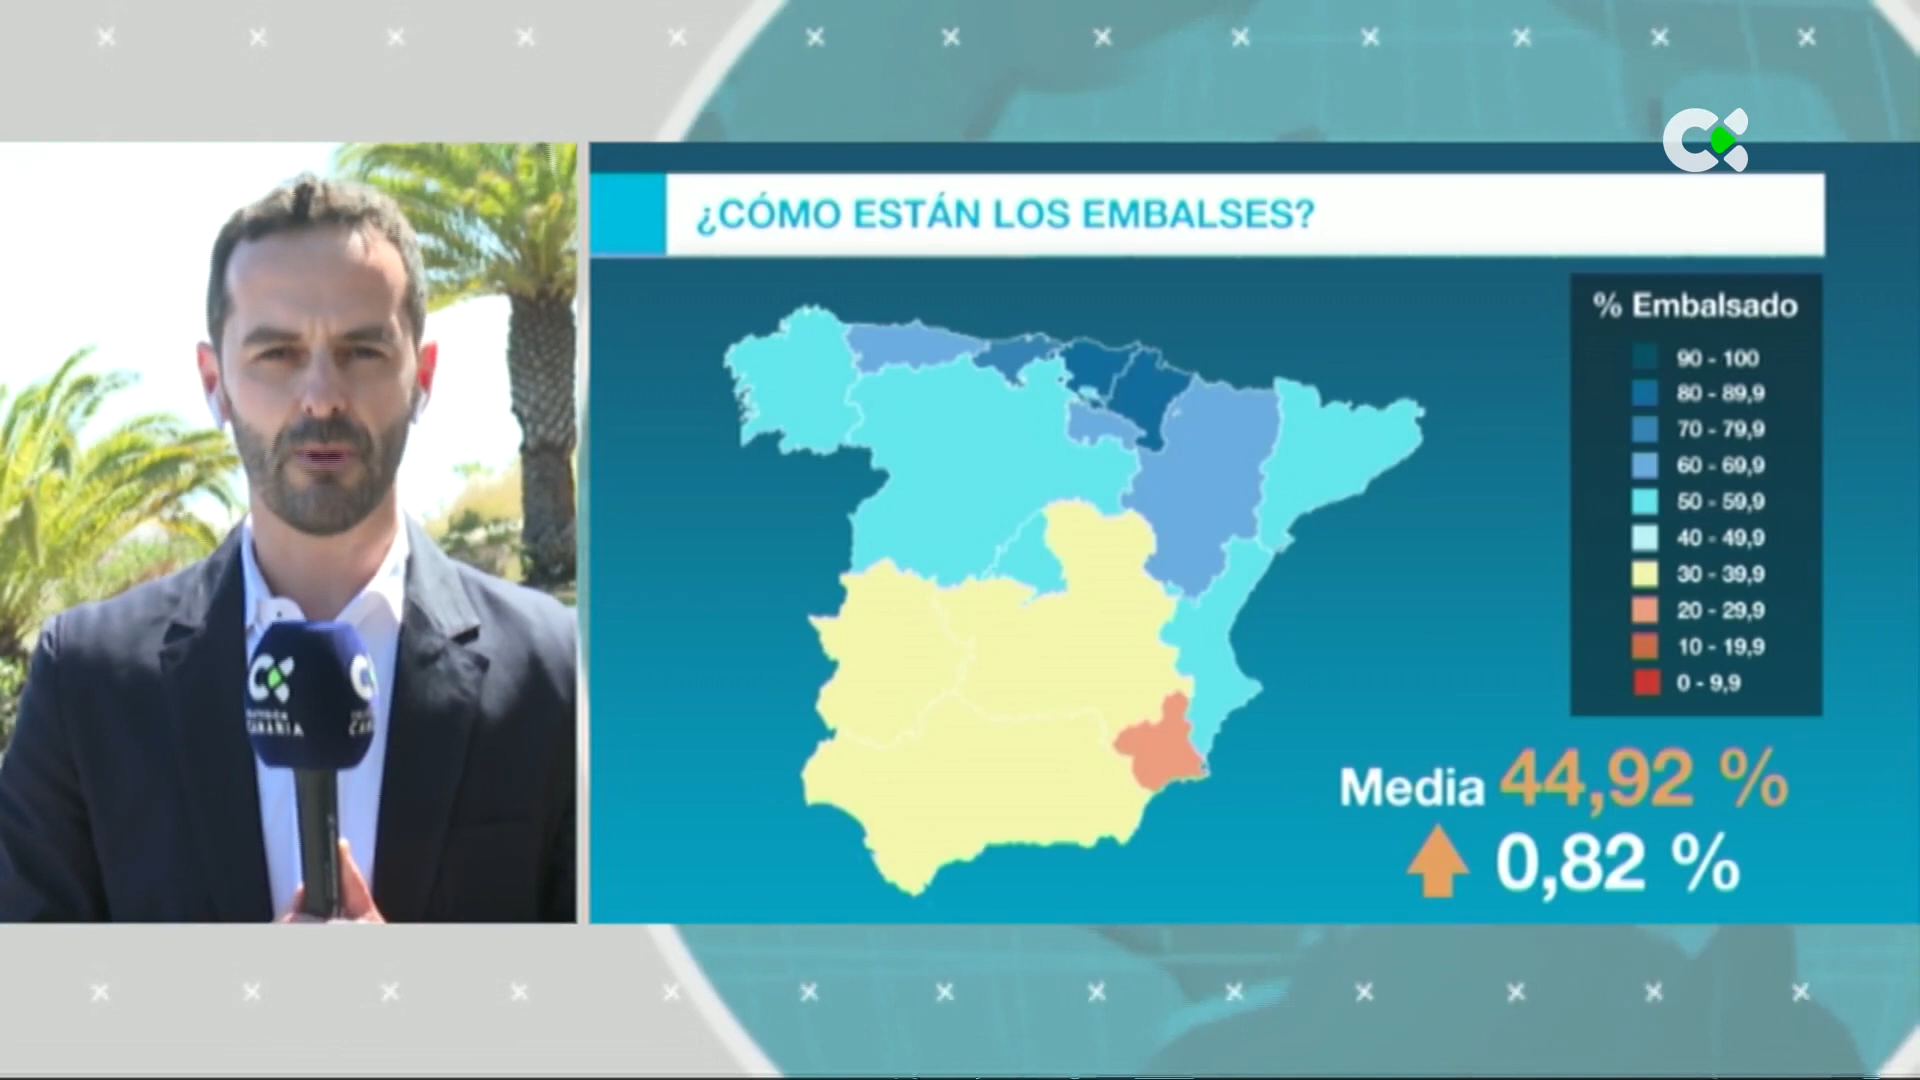 ¿CÓMO ESTÁN LOS EMBALSES?
% Embalsado
90 - 100
80 - 89,9
70 - 79,9
60 - 69,9
50 - 59,9
40 - 49,9
30 - 39,9
20 - 29,9
10 - 19,9
0 - 9,9
Media 44,92 %
0,82 %
CANARIA